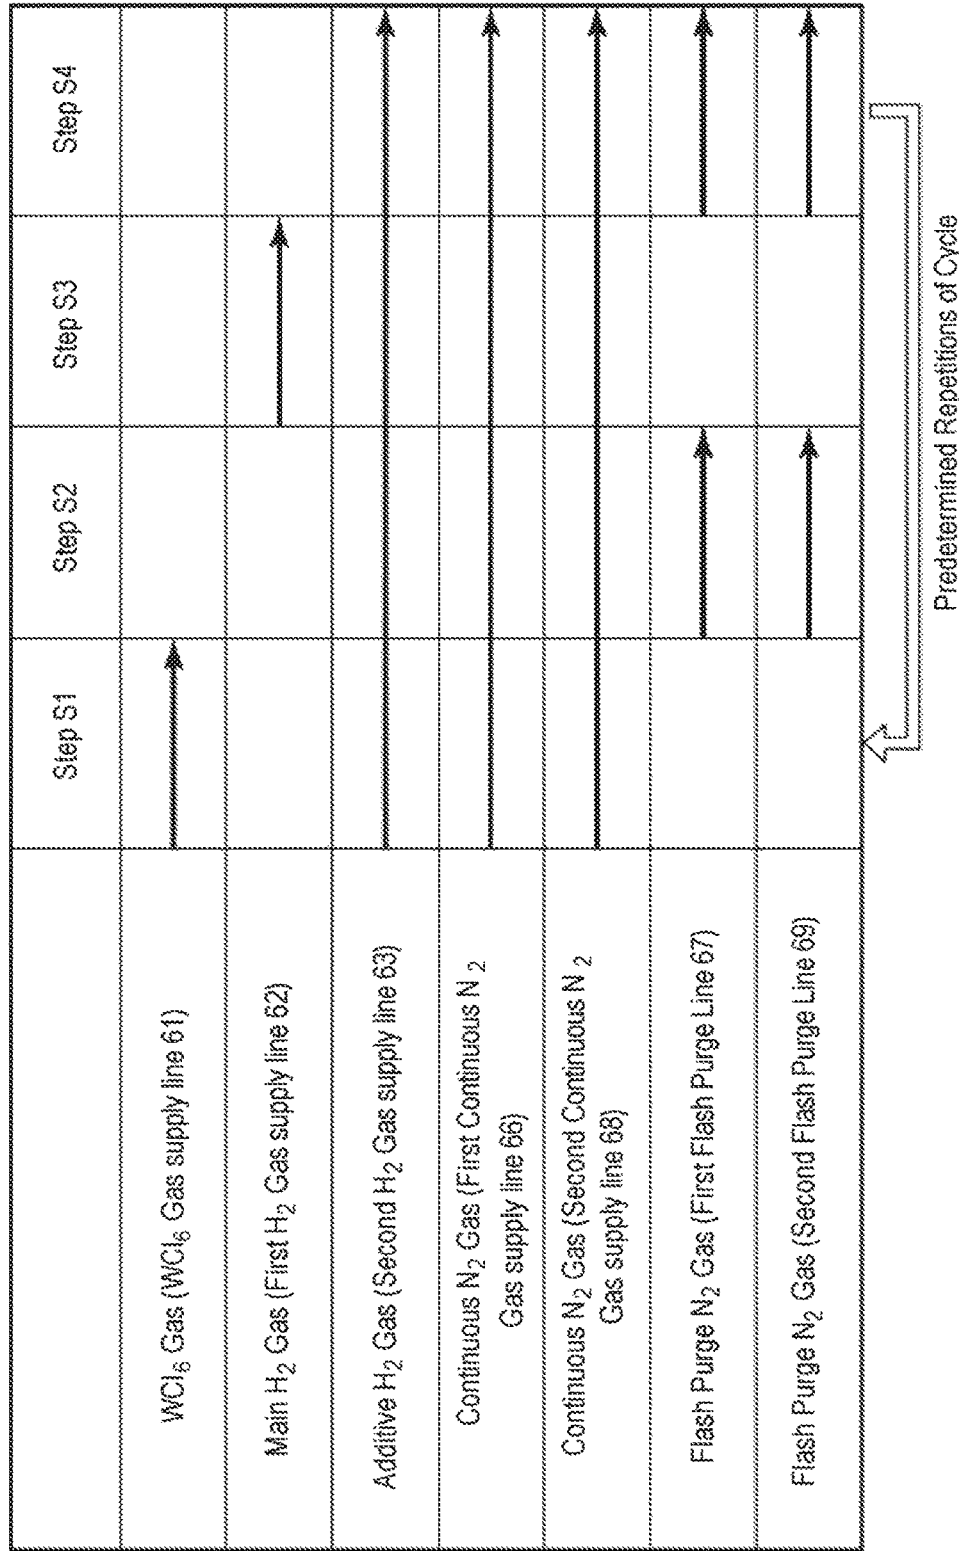 Step S1
Step S2
Step S3
Step S4
WCl6 Gas (WCl6 Gas supply line 61)
Main H2 Gas (First H2 Gas supply line 62)
Additive H2 Gas (Second H2 Gas supply line 63)
Continuous N2 Gas (First Continuous N2
Gas supply line 66)
Continuous N2 Gas (Second Continuous N2
Gas supply line 68)
Flash Purge N2 Gas (First Flash Purge Line 67)
Flash Purge N2 Gas (Second Flash Purge Line 69)
Predetermined Repetitions of Cycle